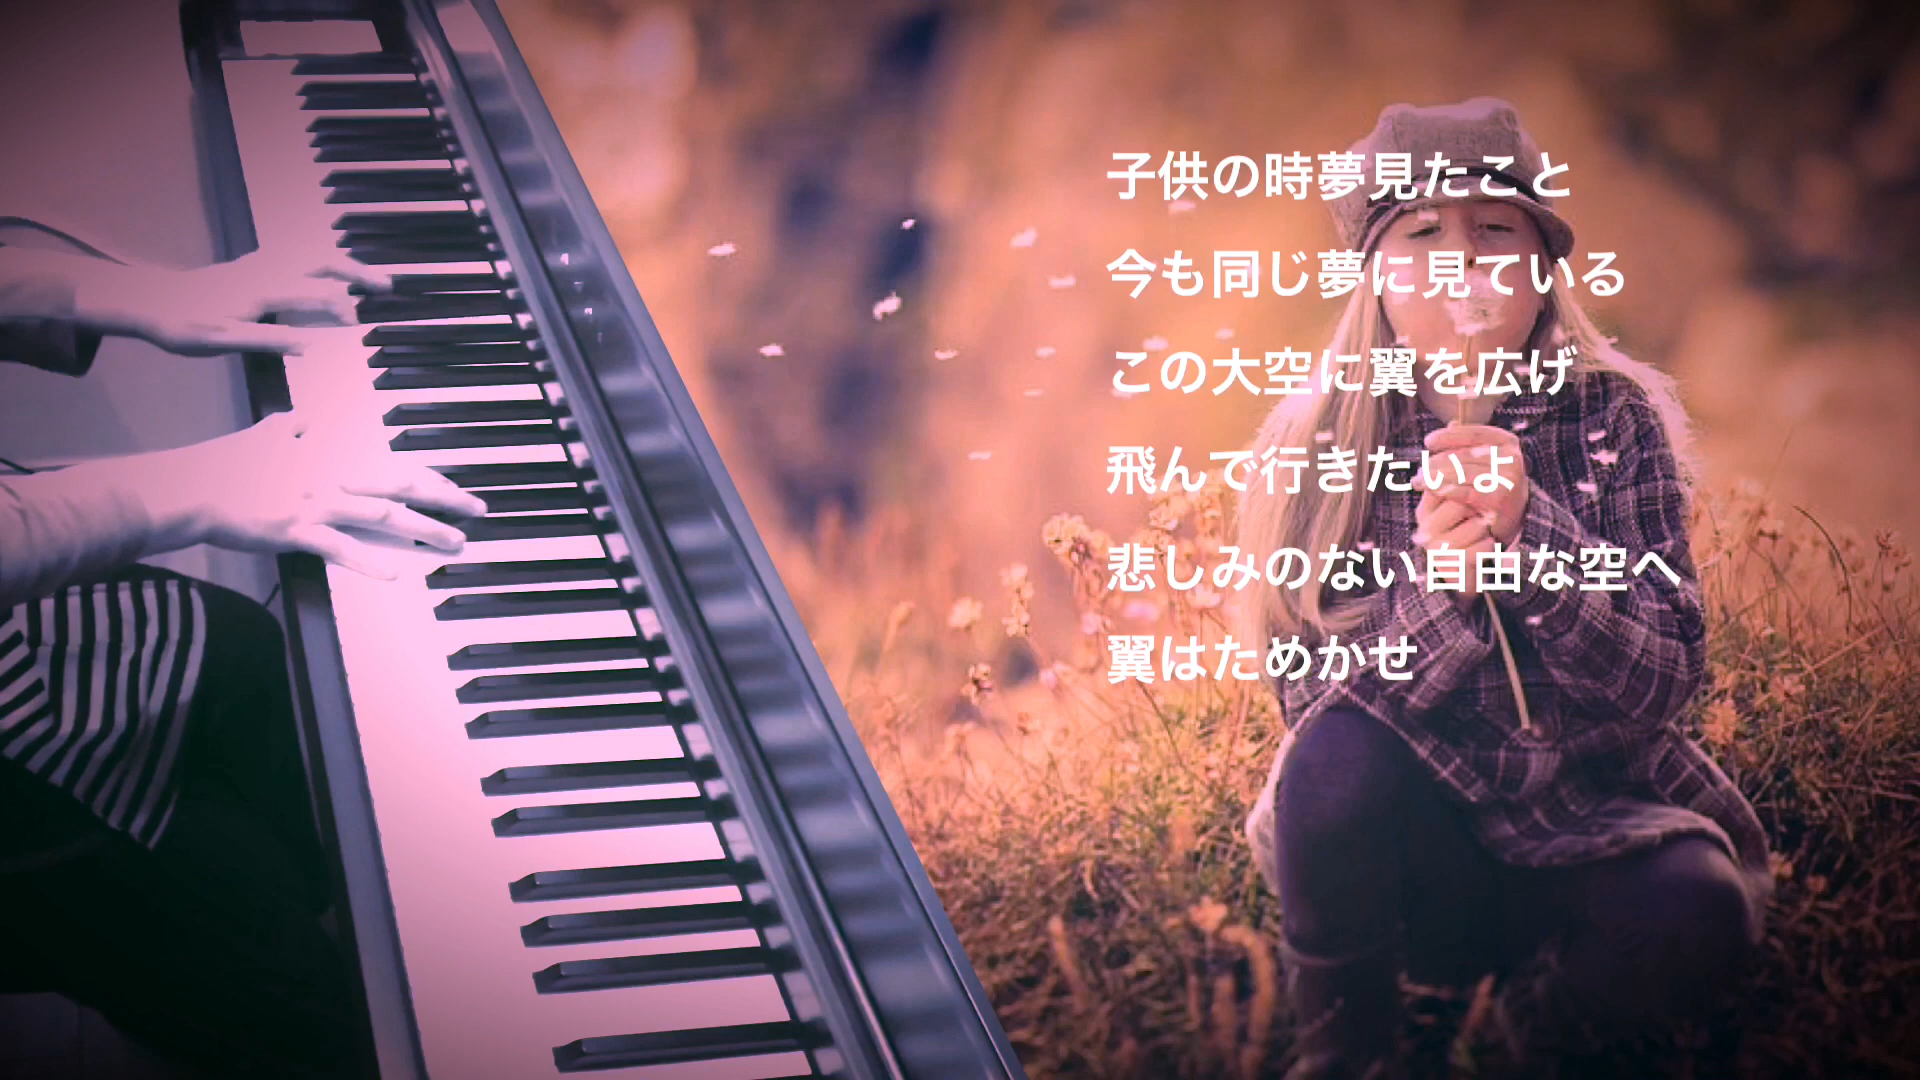 子供の時夢見たこと
今も同じ夢に見ている
この大空に翼を広げ
飛んで行きたいよ
悲しみのない自由な空へ
翼はためかせ